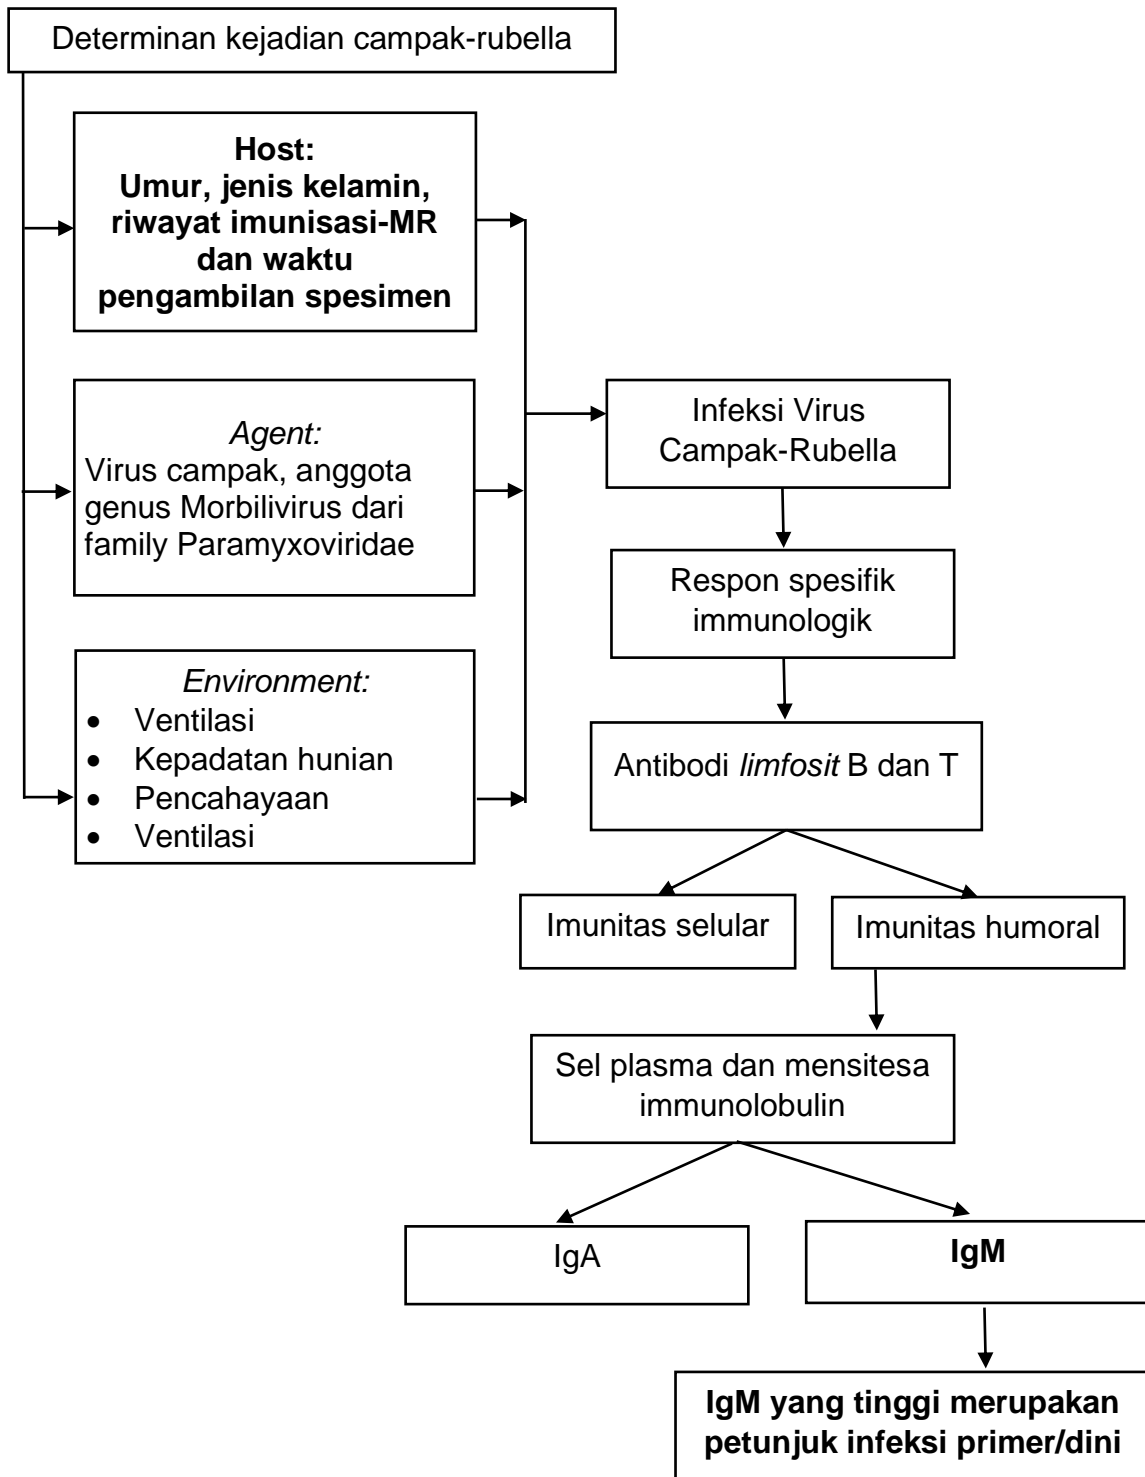 Determinan kejadian campak-rubella
Host:
Umur, jenis kelamin,
riwayat imunisasi-MR
dan waktu
pengambilan spesimen
Agent:
Virus campak, anggota
genus Morbilivirus dari
family Paramyxoviridae
Environment:
• Ventilasi
• Kepadatan hunian
• Pencahayaan
• Ventilasi
Infeksi Virus
Campak-Rubella
Respon spesifik
immunologik
Antibodi limfosit B dan T
Imunitas selular
Imunitas humoral
Sel plasma dan mensitesa
immunolobulin
IgA
IgM
IgM yang tinggi merupakan
petunjuk infeksi primer/dini